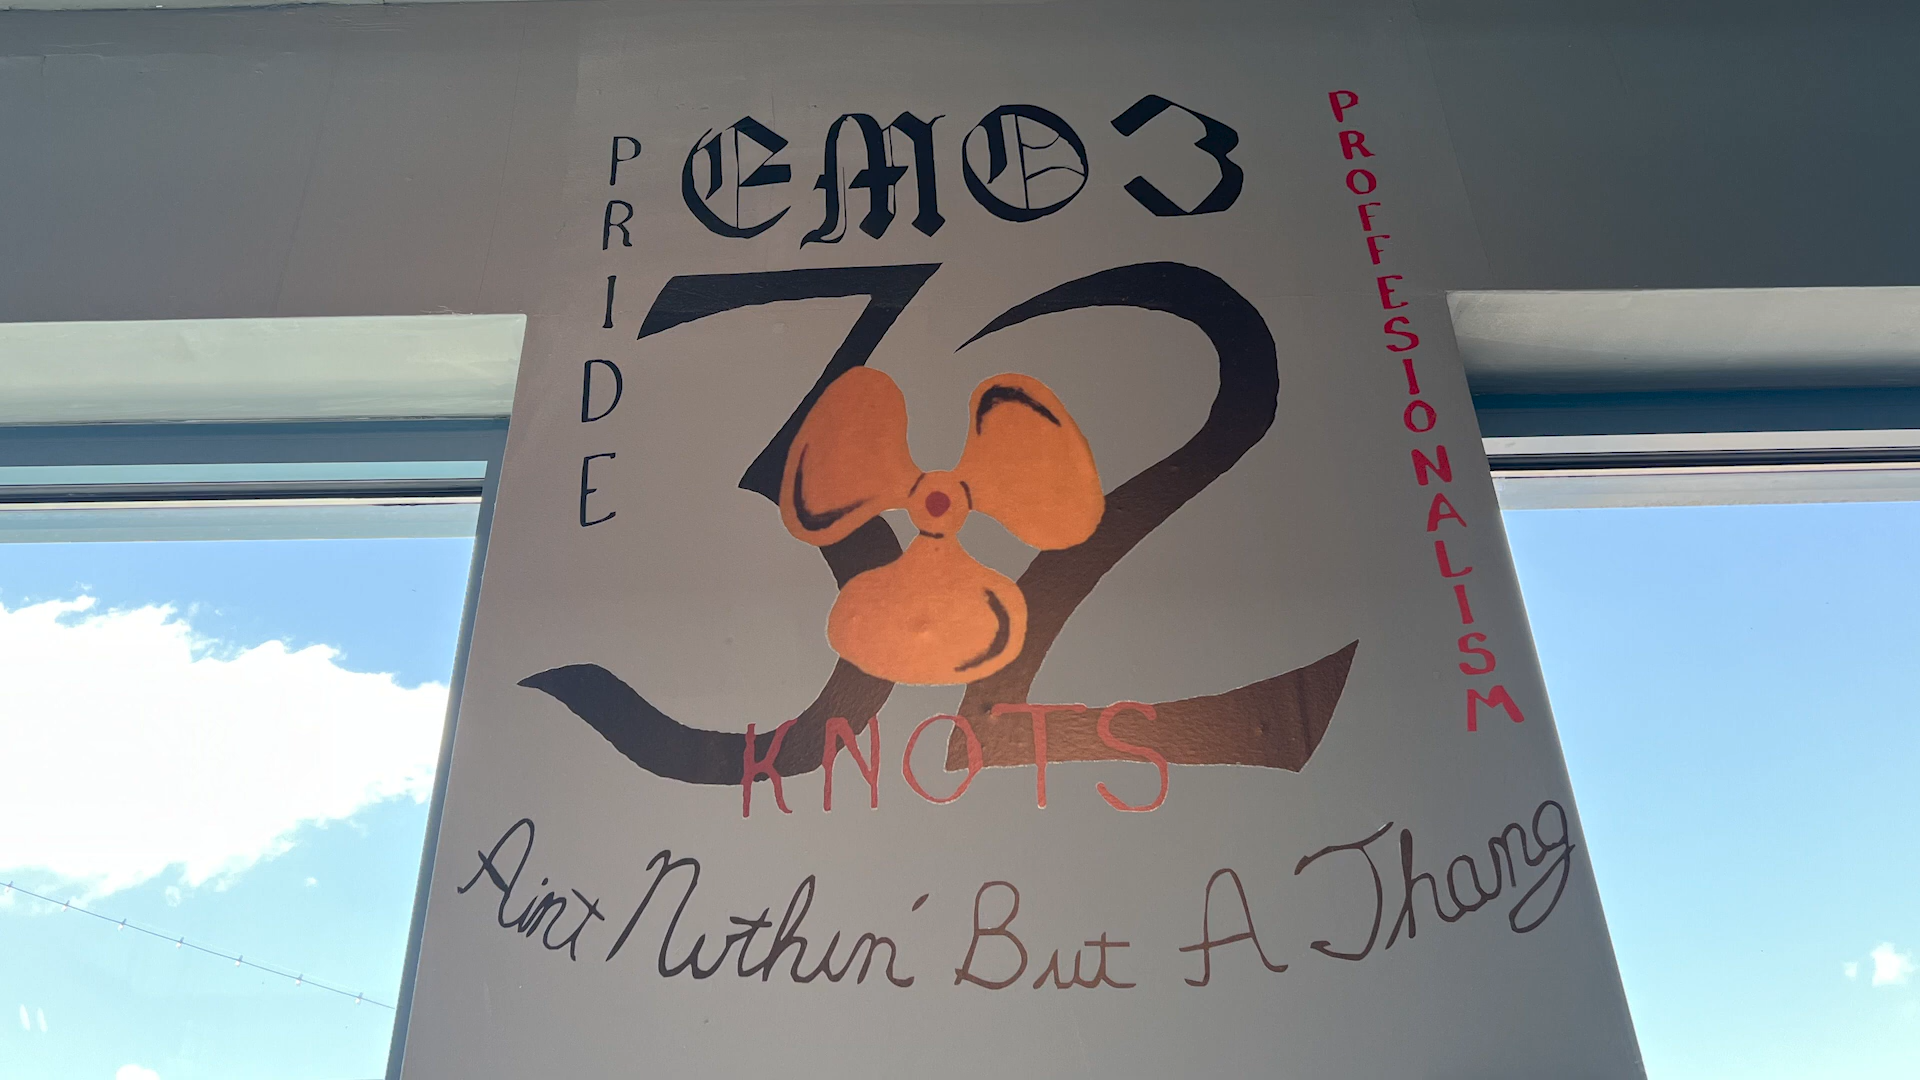 PRIDE
EMO3
PROFFESIONALISM
32
KNOTS
Aint Nuthin' But A Thang